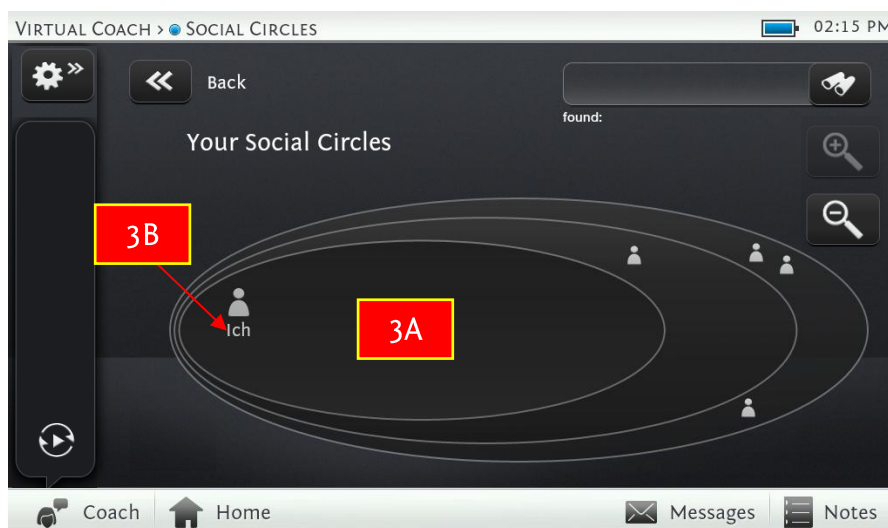 VIRTUAL COACH > SOCIAL CIRCLES
02:15 PM
Back
found:
Your Social Circles
3B
Ich
3A
Coach
Home
Messages
Notes